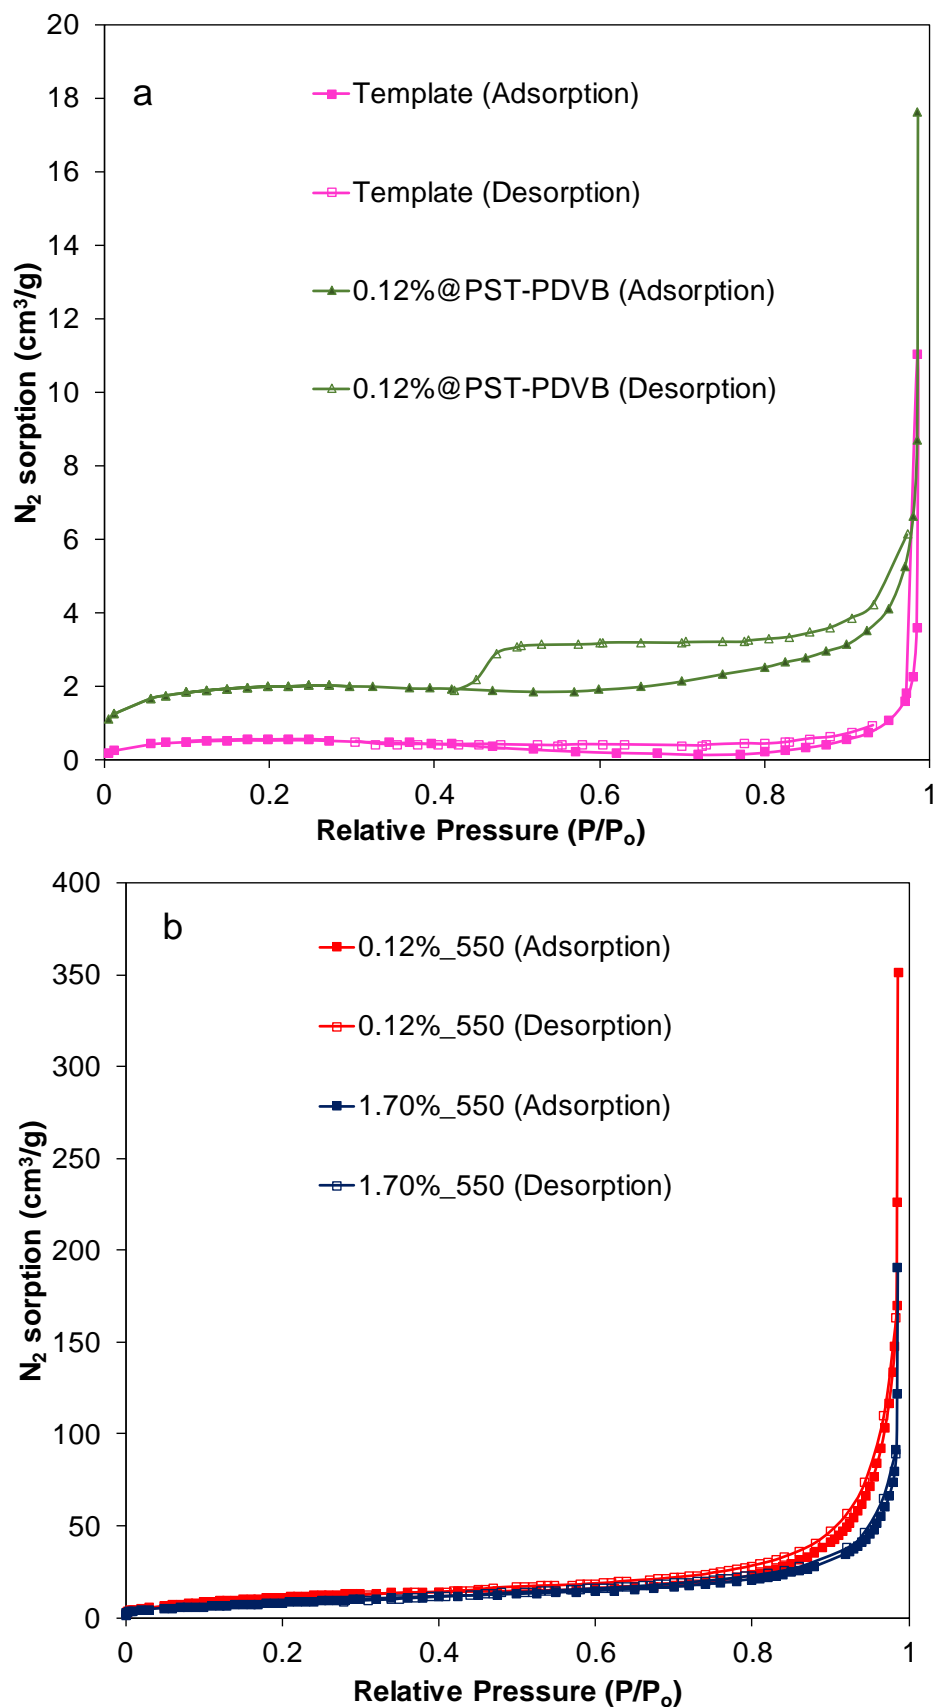 20
18
16
14
12
10
8
6
4
2
0
N₂ sorption (cm³/g)
a
Template (Adsorption)
Template (Desorption)
0.12%@PST-PDVB (Adsorption)
0.12%@PST-PDVB (Desorption)
0 0.2 0.4 0.6 0.8 1
Relative Pressure (P/Pₒ)
400
350
300
250
200
150
100
50
0
N₂ sorption (cm³/g)
b
0.12%_550 (Adsorption)
0.12%_550 (Desorption)
1.70%_550 (Adsorption)
1.70%_550 (Desorption)
0 0.2 0.4 0.6 0.8 1
Relative Pressure (P/Pₒ)